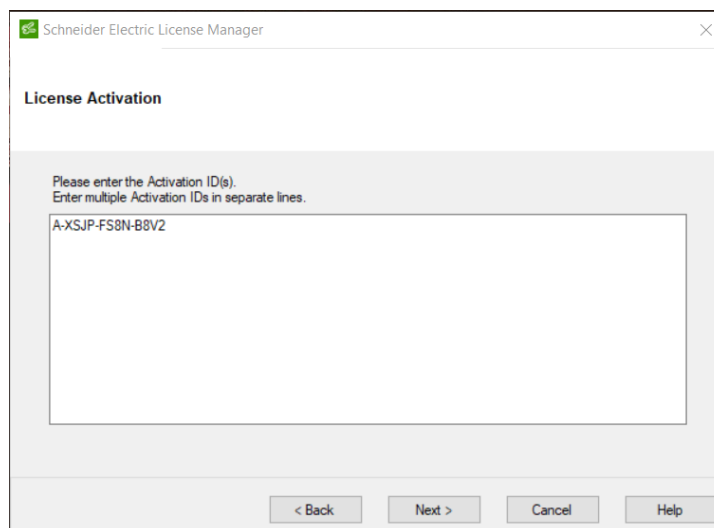 Schneider Electric License Manager
License Activation
Please enter the Activation ID(s).
Enter multiple Activation IDs in separate lines.
A-XSJP-FS8N-B8V2
< Back Next > Cancel Help